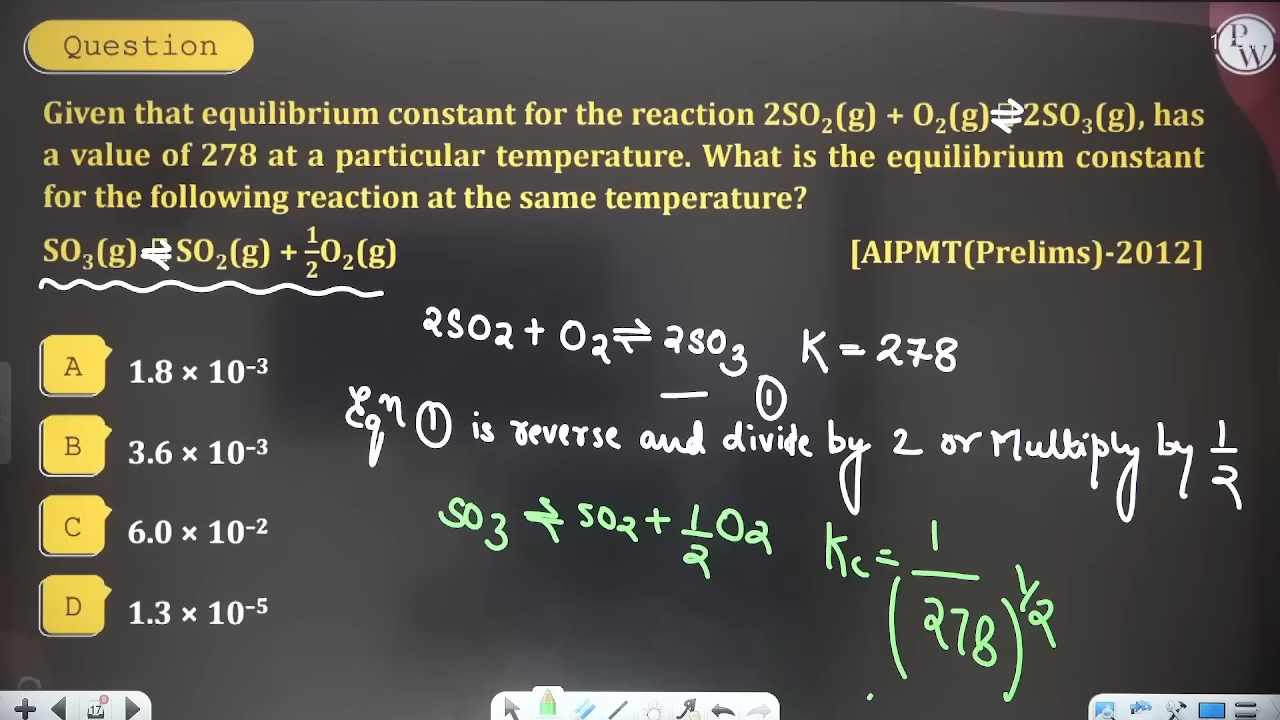 Question
PW
Given that equilibrium constant for the reaction 2SO₂(g) + O₂(g)⇌2SO₃(g), has
a value of 278 at a particular temperature. What is the equilibrium constant
for the following reaction at the same temperature?
SO₃(g)⇌SO₂(g) + 1/2 O₂(g) [AIPMT(Prelims)-2012]
2SO2 + O2 ⇌ 2SO3 K = 278
— ①
Eqⁿ ① is reverse and divide by 2 or Multiply by 1/2
SO3 ⇌ SO2 + 1/2 O2 Kc = 1/(278)^1/2
A 1.8 × 10⁻³
B 3.6 × 10⁻³
C 6.0 × 10⁻²
D 1.3 × 10⁻⁵
17